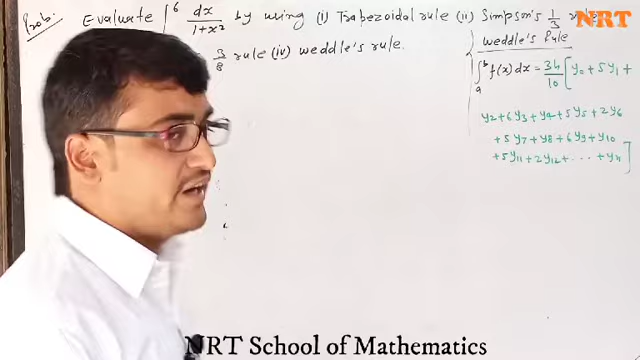 Prob. Evaluate ∫ 6 dx/1+x² by using (i) Trapezoidal rule (ii) Simpson's 1/3 rule
3/8 rule (iv) weddle's rule.
Weddle's Rule
∫ₐᵇ f(x) dx = 3h/10 [y₀ + 5y₁ +
y₂ + 6y₃ + y₄ + 5y₅ + 2y₆
+ 5y₇ + y₈ + 6y₉ + y₁₀
+ 5y₁₁ + 2y₁₂ + ... + yₙ]
NRT
NRT School of Mathematics